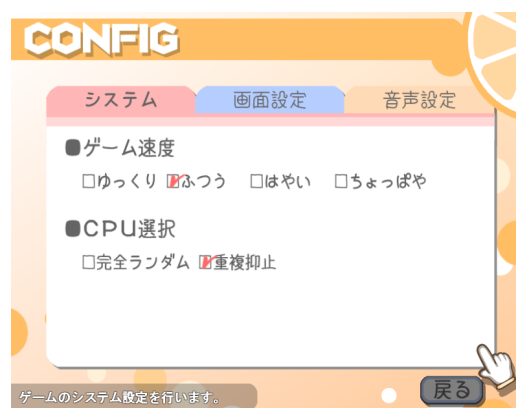 CONFIG
システム 画面設定 音声設定
●ゲーム速度
□ゆっくり □ふつう □はやい □ちょっぱや
●CPU選択
□完全ランダム □重複抑止
戻る
ゲームのシステム設定を行います。